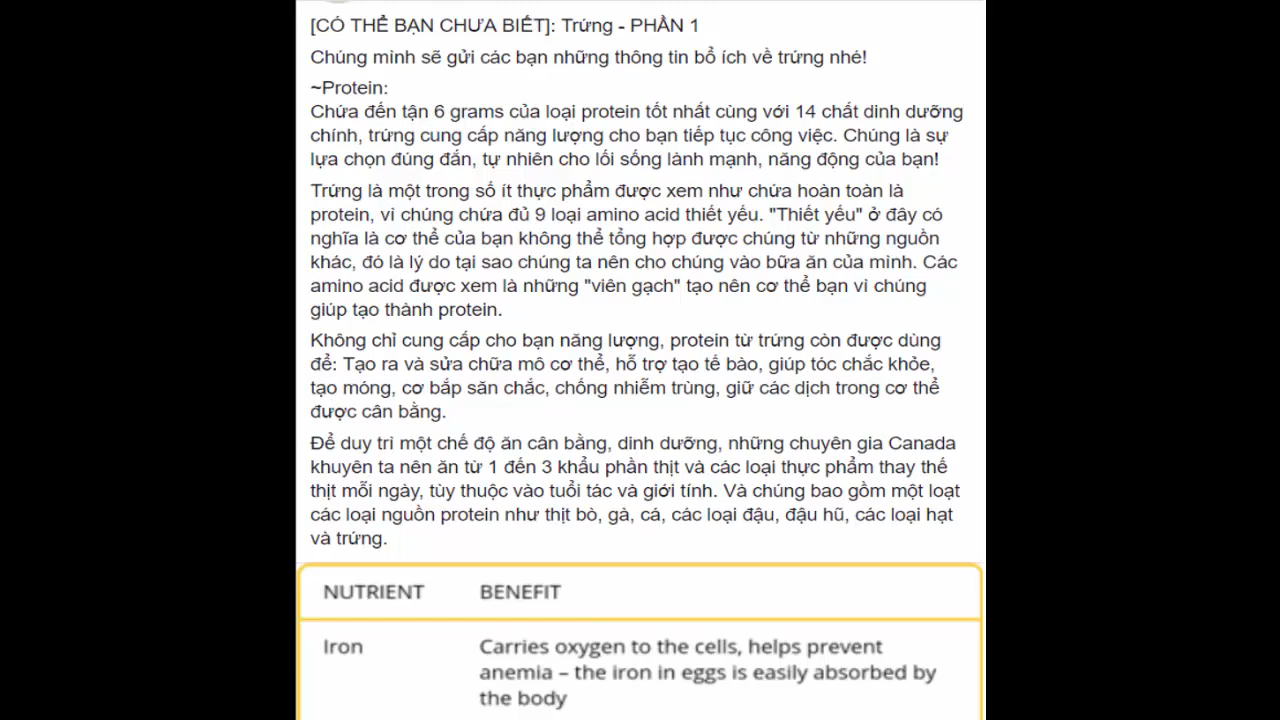 [CÓ THỂ BẠN CHƯA BIẾT]: Trứng - PHẦN 1
Chúng mình sẽ gửi các bạn những thông tin bổ ích về trứng nhé!
~Protein:
Chứa đến tận 6 grams của loại protein tốt nhất cùng với 14 chất dinh dưỡng
chính, trứng cung cấp năng lượng cho bạn tiếp tục công việc. Chúng là sự
lựa chọn đúng đắn, tự nhiên cho lối sống lành mạnh, năng động của bạn!
Trứng là một trong số ít thực phẩm được xem như chứa hoàn toàn là
protein, vì chúng chứa đủ 9 loại amino acid thiết yếu. "Thiết yếu" ở đây có
nghĩa là cơ thể của bạn không thể tổng hợp được chúng từ những nguồn
khác, đó là lý do tại sao chúng ta nên cho chúng vào bữa ăn của mình. Các
amino acid được xem là những "viên gạch" tạo nên cơ thể bạn vì chúng
giúp tạo thành protein.
Không chỉ cung cấp cho bạn năng lượng, protein từ trứng còn được dùng
để: Tạo ra và sửa chữa mô cơ thể, hỗ trợ tạo tế bào, giúp tóc chắc khỏe,
tạo móng, cơ bắp săn chắc, chống nhiễm trùng, giữ các dịch trong cơ thể
được cân bằng.
Để duy trì một chế độ ăn cân bằng, dinh dưỡng, những chuyên gia Canada
khuyên ta nên ăn từ 1 đến 3 khẩu phần thịt và các loại thực phẩm thay thế
thịt mỗi ngày, tùy thuộc vào tuổi tác và giới tính. Và chúng bao gồm một loạt
các loại nguồn protein như thịt bò, gà, cá, các loại đậu, đậu hũ, các loại hạt
và trứng.
NUTRIENT BENEFIT
Iron Carries oxygen to the cells, helps prevent
anemia – the iron in eggs is easily absorbed by
the body